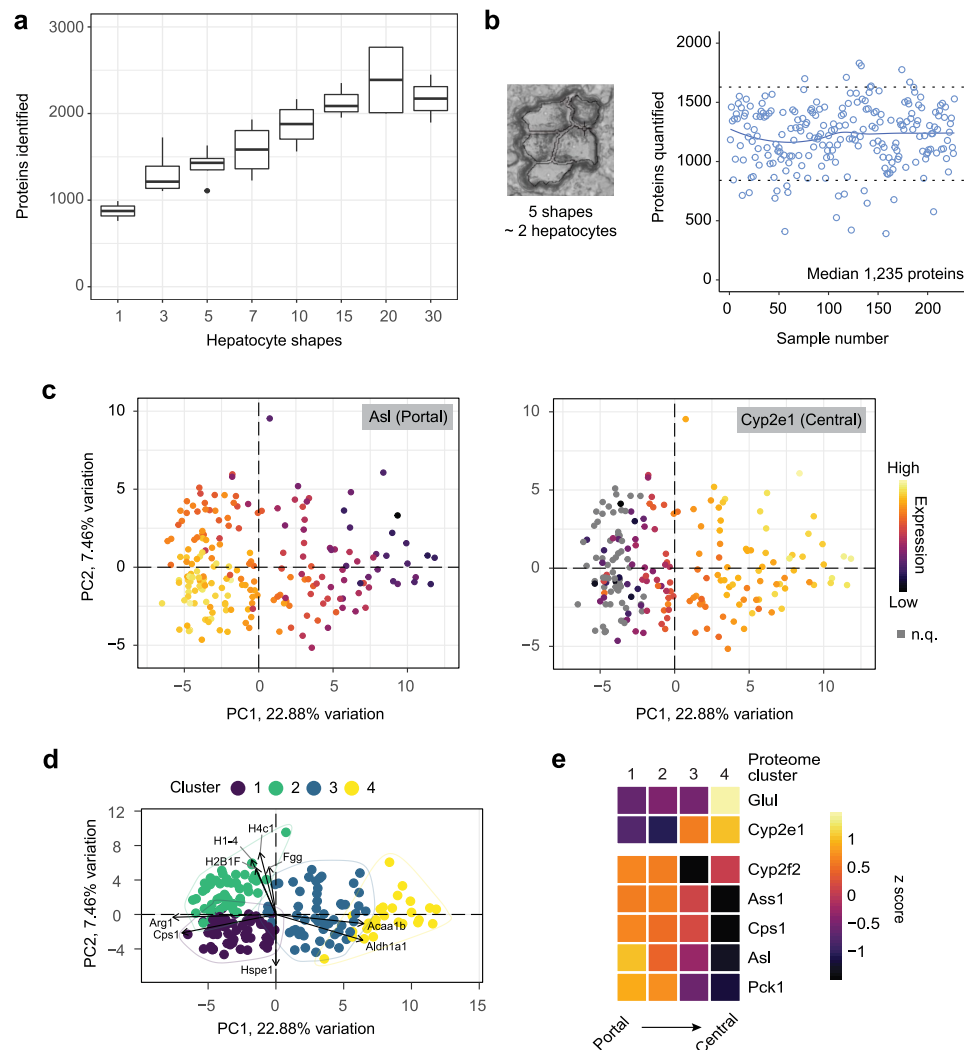 a
3000
2000
1000
0
Proteins identified
1
3
5
7
10
15
20
30
Hepatocyte shapes
b
5 shapes
~ 2 hepatocytes
2000
1500
1000
500
0
Proteins quantified
Median 1,235 proteins
0
50
100
150
200
Sample number
c
10
5
0
−5
PC2, 7.46% variation
Asl (Portal)
−5
0
5
10
PC1, 22.88% variation
10
5
0
−5
Cyp2e1 (Central)
−5
0
5
10
PC1, 22.88% variation
High
Expression
Low
n.q.
d
Cluster 1 2 3 4
12
8
4
0
−4
PC2, 7.46% variation
H4c1
H1-4
H2B1F
Fgg
Arg1
Cps1
Acaa1b
Aldh1a1
Hspe1
−5
0
5
10
15
PC1, 22.88% variation
e
1 2 3 4
Proteome
cluster
Glul
Cyp2e1
Cyp2f2
Ass1
Cps1
Asl
Pck1
Portal
Central
1
0.5
0
−0.5
−1
z score